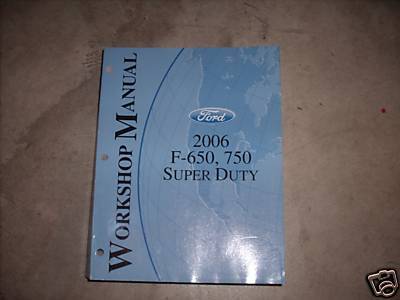 WORKSHOP MANUAL
Ford
2006
F-650, 750
SUPER DUTY